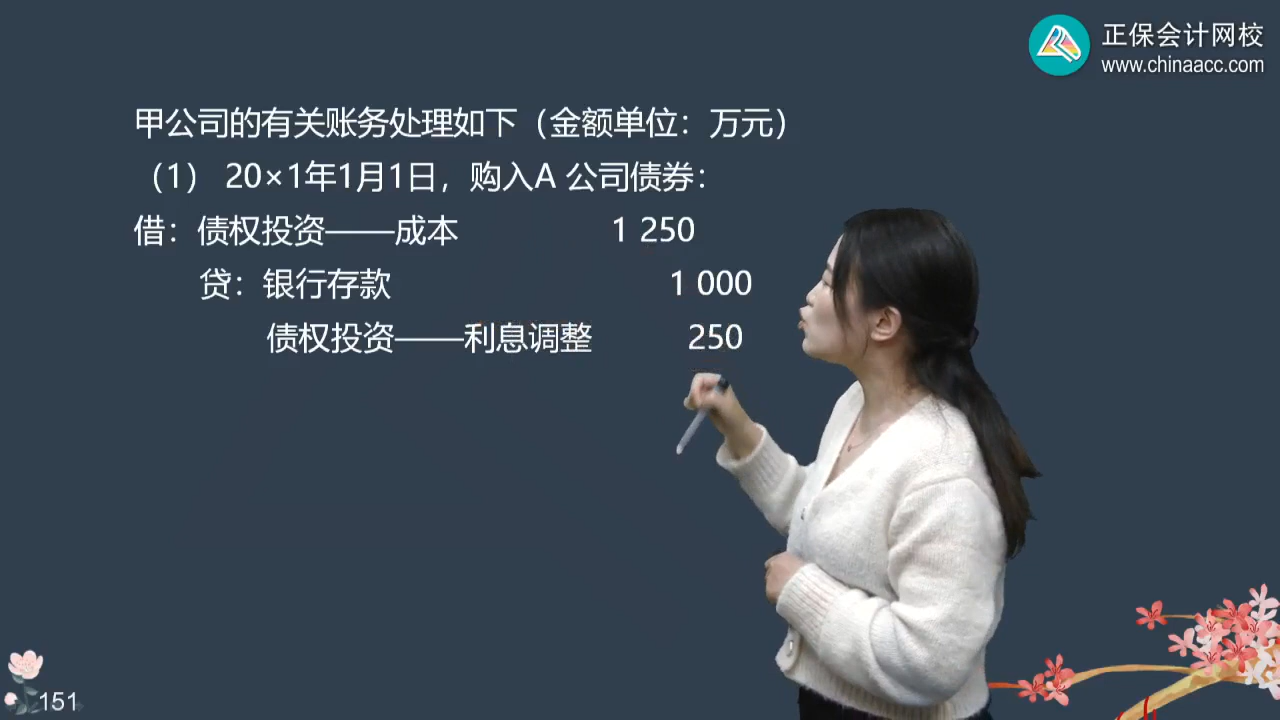 正保会计网校
www.chinaacc.com
甲公司的有关账务处理如下（金额单位：万元）
（1） 20×1年1月1日，购入A 公司债券：
借：债权投资——成本 1 250
贷：银行存款 1 000
债权投资——利息调整 250
151